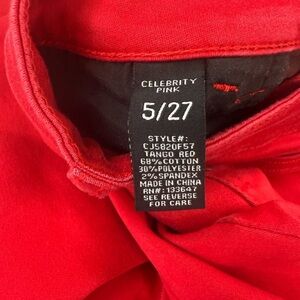 CELEBRITY
PINK
5/27
STYLE#:
CJ5820F57
TANGO RED
68% COTTON
30% POLYESTER
2% SPANDEX
MADE IN CHINA
RN#: 133647
SEE REVERSE
FOR CARE